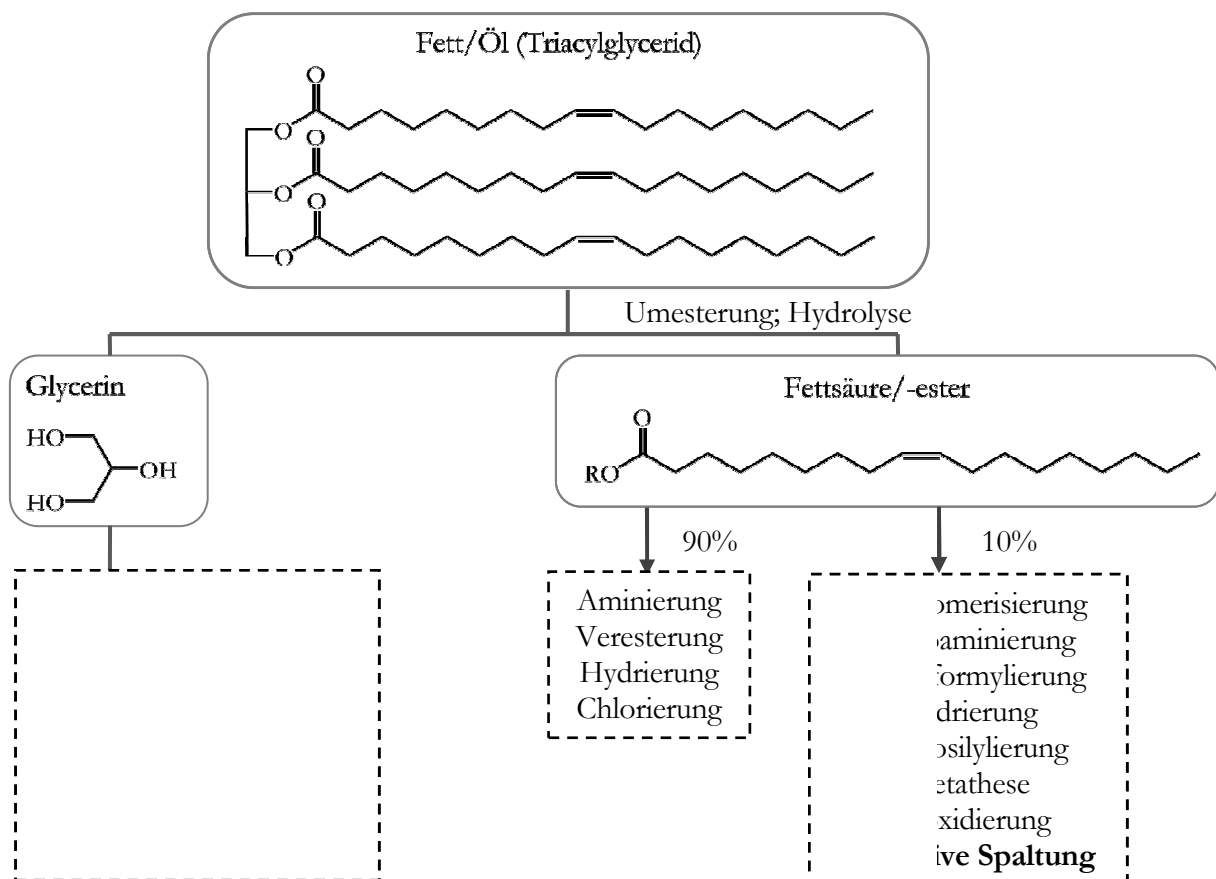 Fett/Öl (Triacylglycerid)
O
O
O
O
O
O
Umesterung; Hydrolyse
Glycerin
HO
OH
HO
Fettsäure/-ester
O
RO
90%
10%
Aminierung
Veresterung
Hydrierung
Chlorierung
omerisierung
aminierung
formylierung
drierung
osilylierung
etathese
xidierung
ive Spaltung